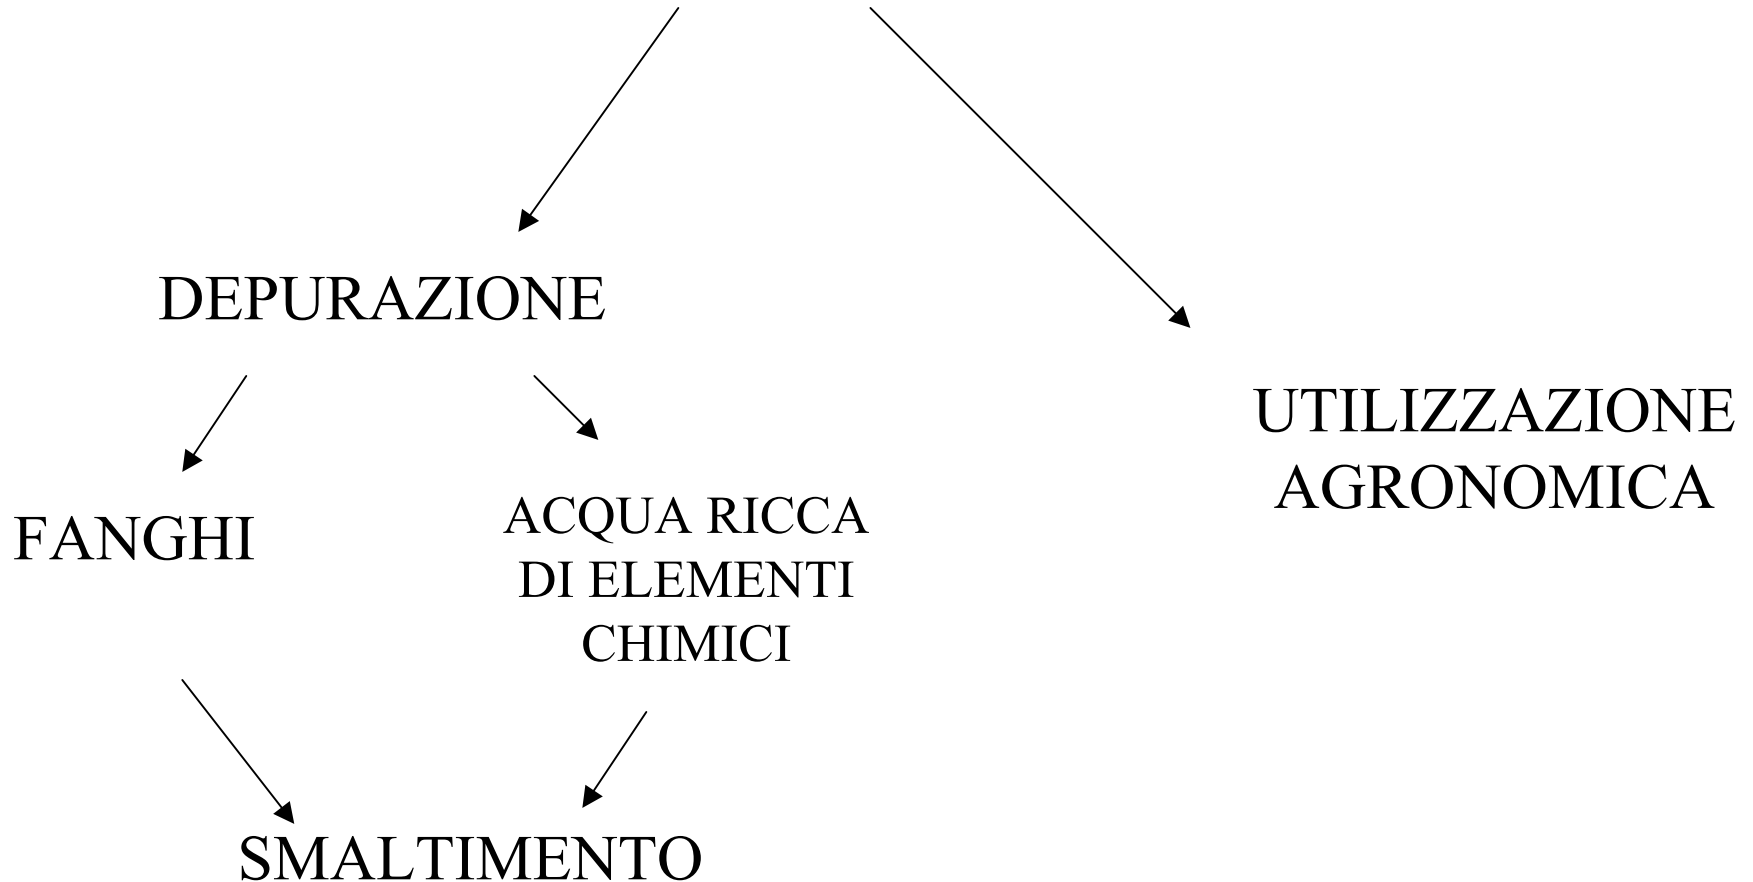 DEPURAZIONE
UTILIZZAZIONE
AGRONOMICA
FANGHI
ACQUA RICCA
DI ELEMENTI
CHIMICI
SMALTIMENTO